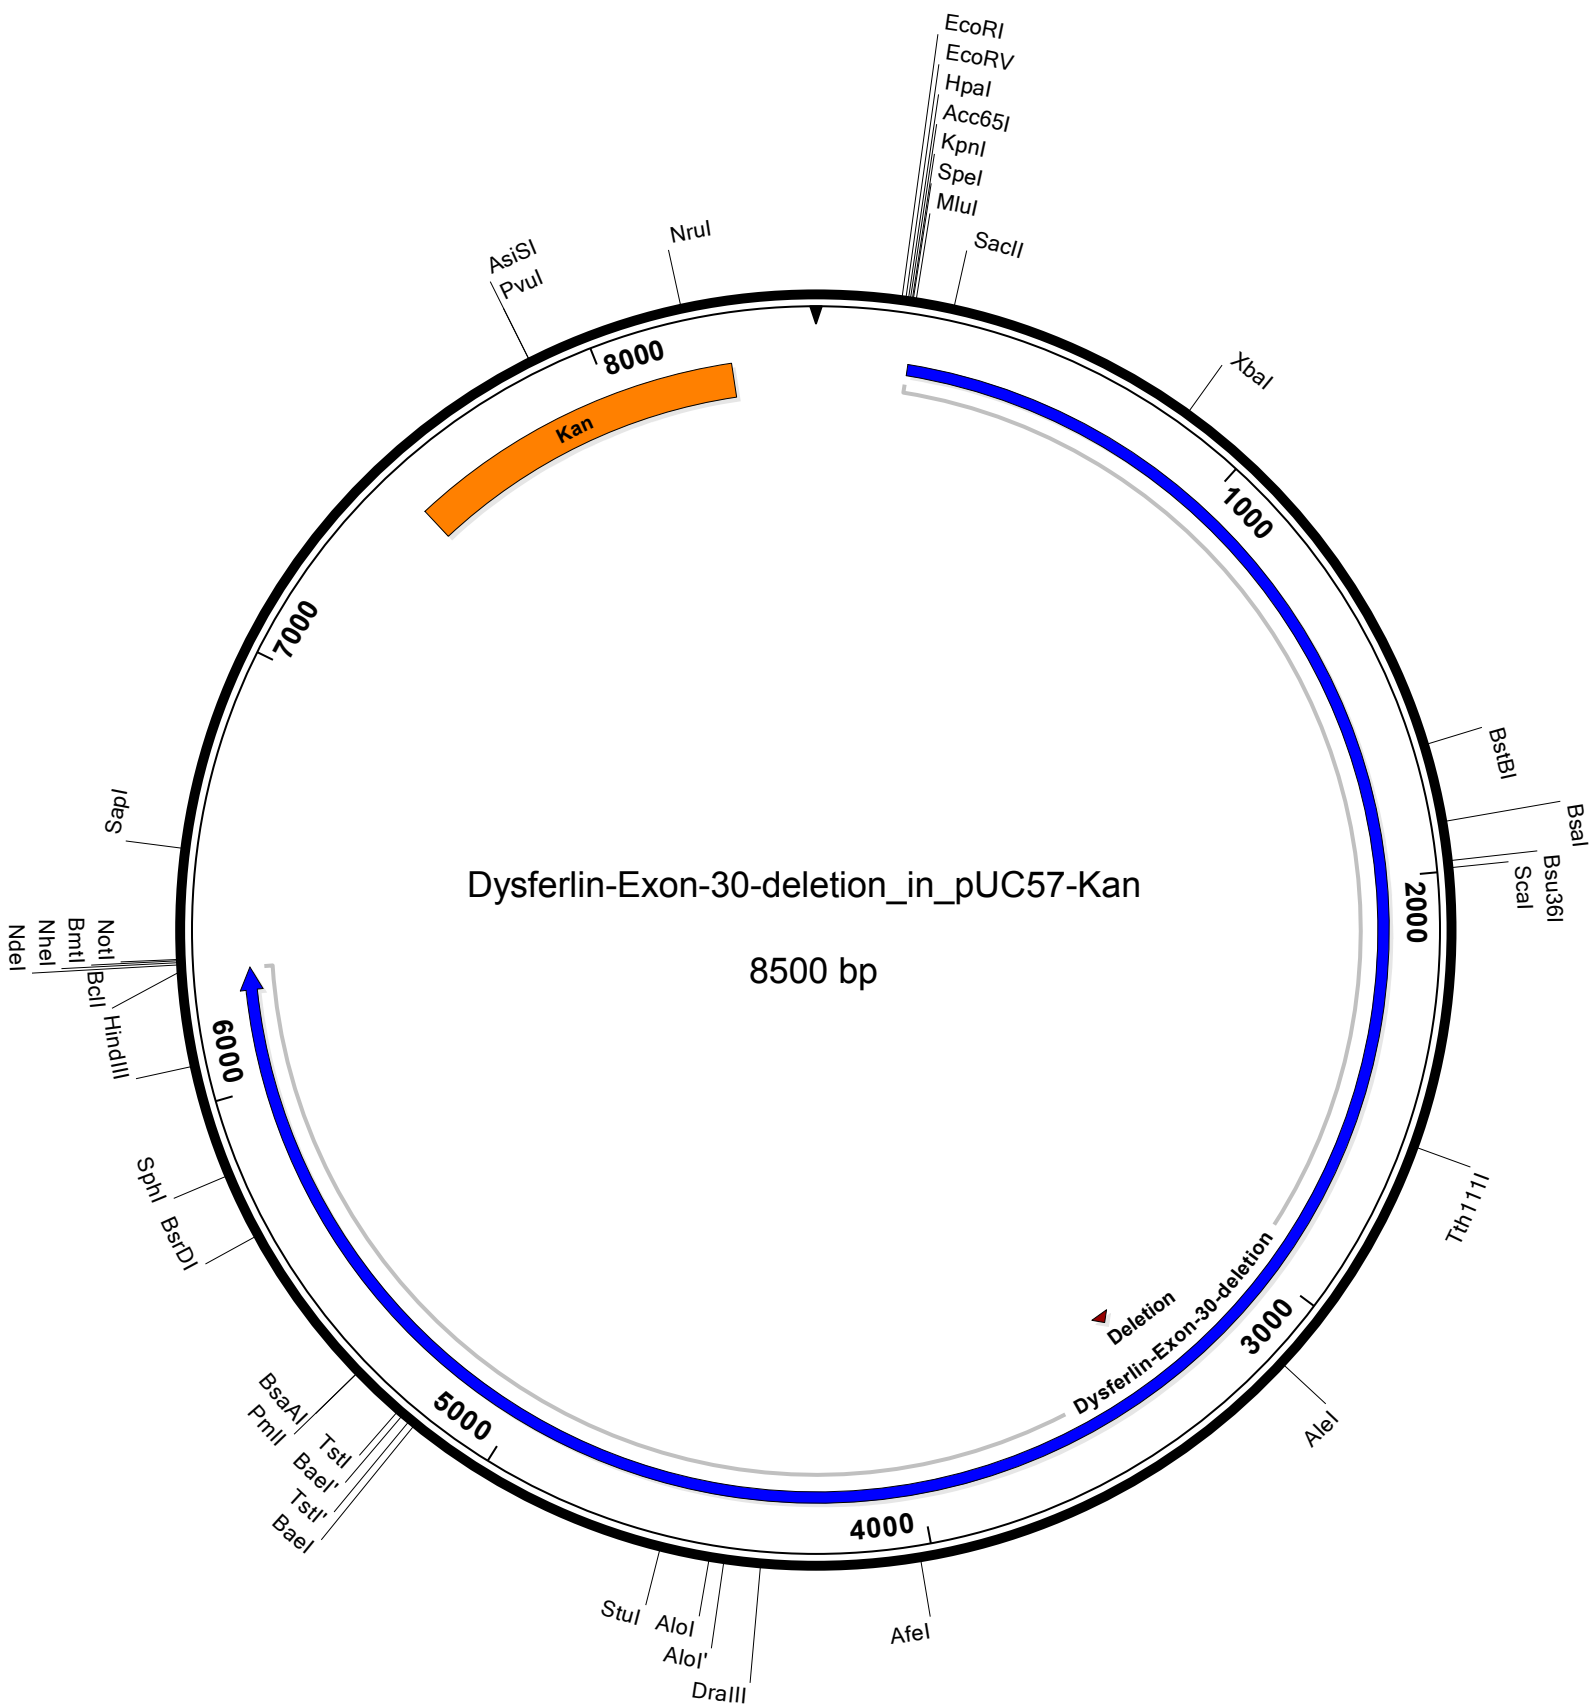 EcoRI
EcoRV
HpaI
Acc65I
KpnI
SpeI
MluI
SacII
XbaI
1000
BstBI
BsaI
Bsu36I
ScaI
2000
Tth111I
3000
AleI
Deletion
Dysferlin-Exon-30-deletion
AfeI
4000
DraIII
AloI'
AloI
StuI
5000
BaeI
TstI'
BaeI'
TstI
PmlI
BsaAI
BsrDI
SphI
6000
HindIII
BclI
NdeI
NheI
BmtI
NotI
SapI
7000
Kan
AsiSI
PvuI
8000
NruI
Dysferlin-Exon-30-deletion_in_pUC57-Kan
8500 bp